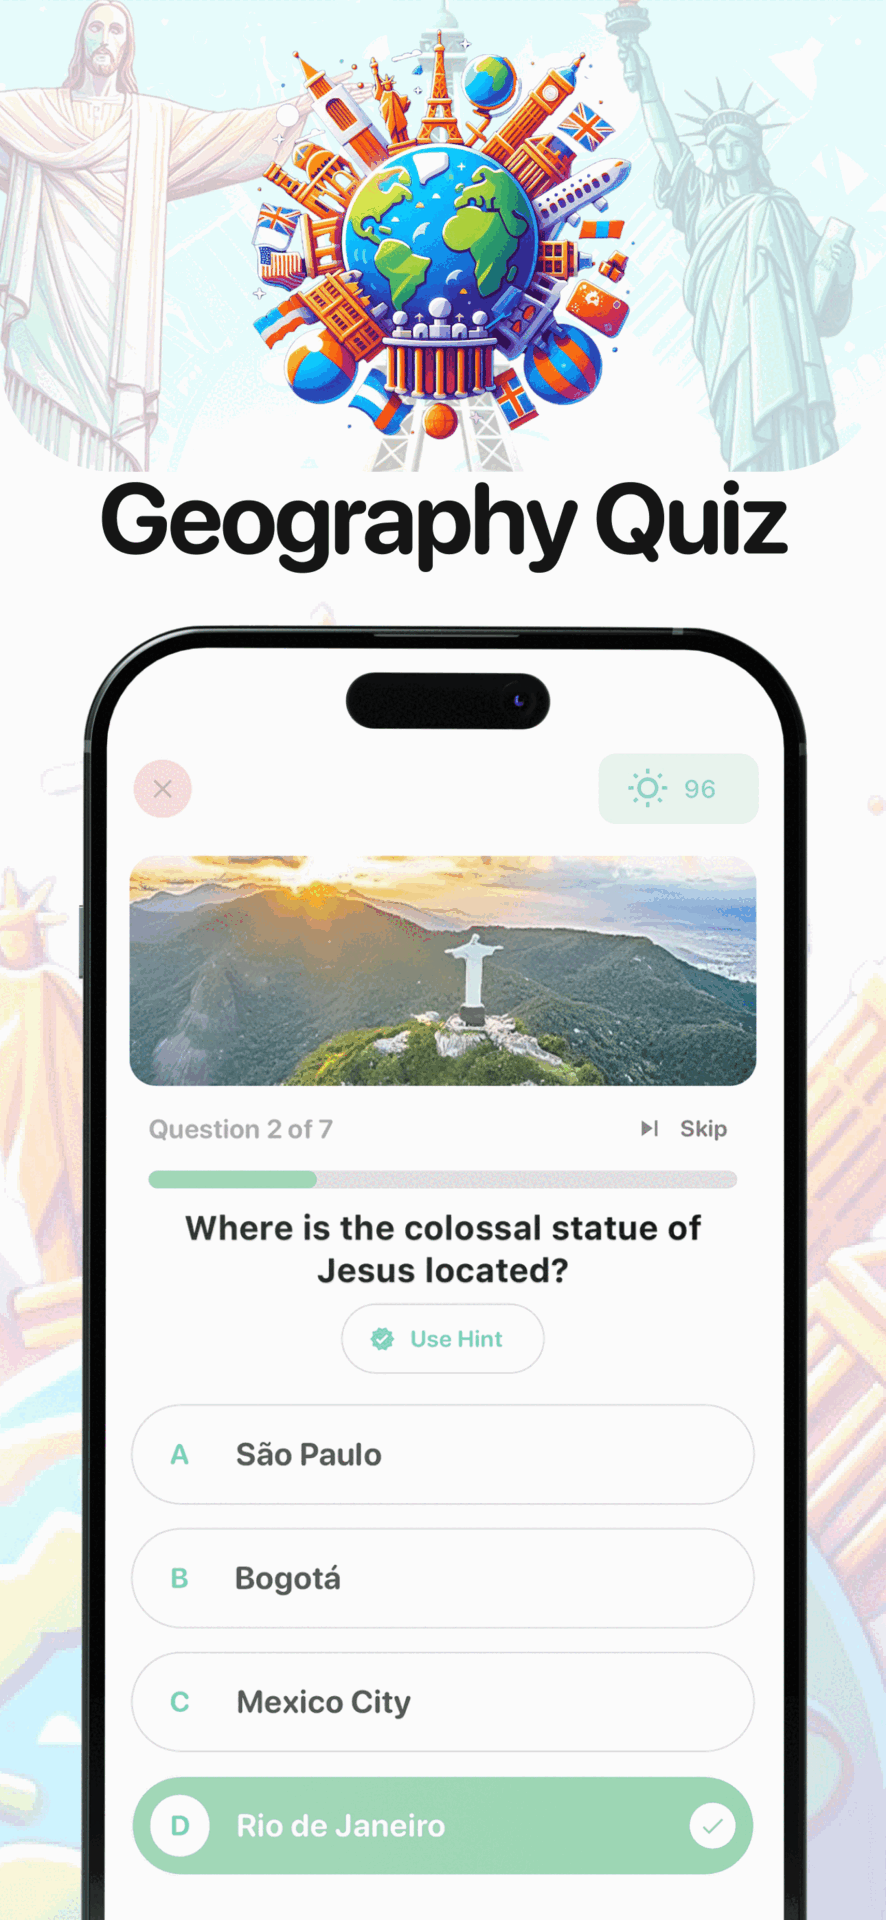 Geography Quiz
96
Question 2 of 7
Skip
Where is the colossal statue of
Jesus located?
Use Hint
A São Paulo
B Bogotá
C Mexico City
D Rio de Janeiro